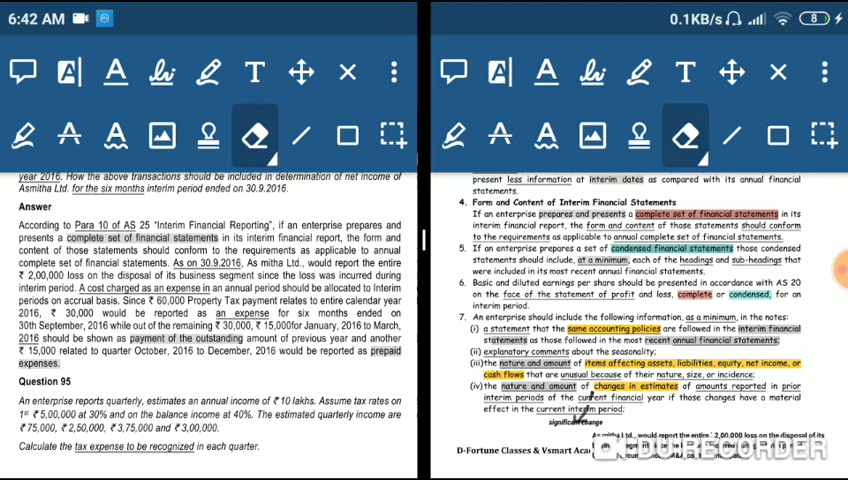 6:42 AM
0.1KB/s
8
year 2016. How the above transactions should be included in determination of net income of
Asmitha Ltd. for the six months interim period ended on 30.9.2016.
Answer
According to Para 10 of AS 25 “Interim Financial Reporting”, if an enterprise prepares and
presents a complete set of financial statements in its interim financial report, the form and
content of those statements should conform to the requirements as applicable to annual
complete set of financial statements. As on 30.9.2016, As mitha Ltd. would report the entire
₹ 2,00,000 loss on the disposal of its business segment since the loss was incurred during
interim period. A cost charged as an expense in an annual period should be allocated to Interim
periods on accrual basis. Since ₹ 60,000 Property Tax payment relates to entire calendar year
2016, ₹ 30,000 would be reported as an expense for six months ended on
30th September, 2016 while out of the remaining ₹ 30,000, ₹ 15,000for January, 2016 to March,
2016 should be shown as payment of the outstanding amount of previous year and another
₹ 15,000 related to quarter October, 2016 to December, 2016 would be reported as prepaid
expenses.
Question 95
An enterprise reports quarterly, estimates an annual income of ₹ 10 lakhs. Assume tax rates on
1st ₹ 5,00,000 at 30% and on the balance income at 40%. The estimated quarterly income are
₹ 75,000, ₹ 2,50,000, ₹ 3,75,000 and ₹ 3,00,000.
Calculate the tax expense to be recognized in each quarter.
present less information at interim dates as compared with its annual financial
statements.
4. Form and Content of Interim Financial Statements
If an enterprise prepares and presents a complete set of financial statements in its
interim financial report, the form and content of those statements should conform
to the requirements as applicable to annual complete set of financial statements.
5. If an enterprise prepares a set of condensed financial statements those condensed
statements should include, at a minimum, each of the headings and sub-headings that
were included in its most recent annual financial statements.
6. Basic and diluted earnings per share should be presented in accordance with AS 20
on the face of the statement of profit and loss, complete or condensed, for an
interim period.
7. An enterprise should include the following information, as a minimum, in the notes:
(i) a statement that the same accounting policies are followed in the interim financial
statements as those followed in the most recent annual financial statements;
(ii) explanatory comments about the seasonality;
(iii)the nature and amount of items affecting assets, liabilities, equity, net income, or
cash flows that are unusual because of their nature, size, or incidence;
(iv) the nature and amount of changes in estimates of amounts reported in prior
interim periods of the current financial year if those changes have a material
effect in the current interim period;
significant change
As mitha Ltd., would report the entire 2,00,000 loss on the disposal of its
D-Fortune Classes & Vsmart Aca
DU RECORDER